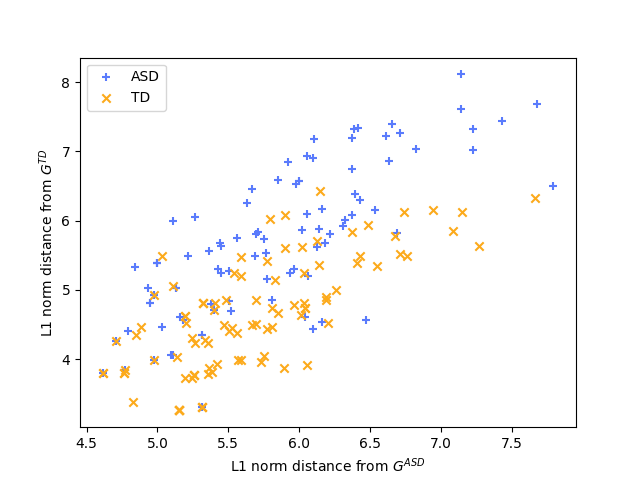 ASD
TD
8
7
6
5
4
L1 norm distance from G^{TD}
4.5 5.0 5.5 6.0 6.5 7.0 7.5
L1 norm distance from G^{ASD}